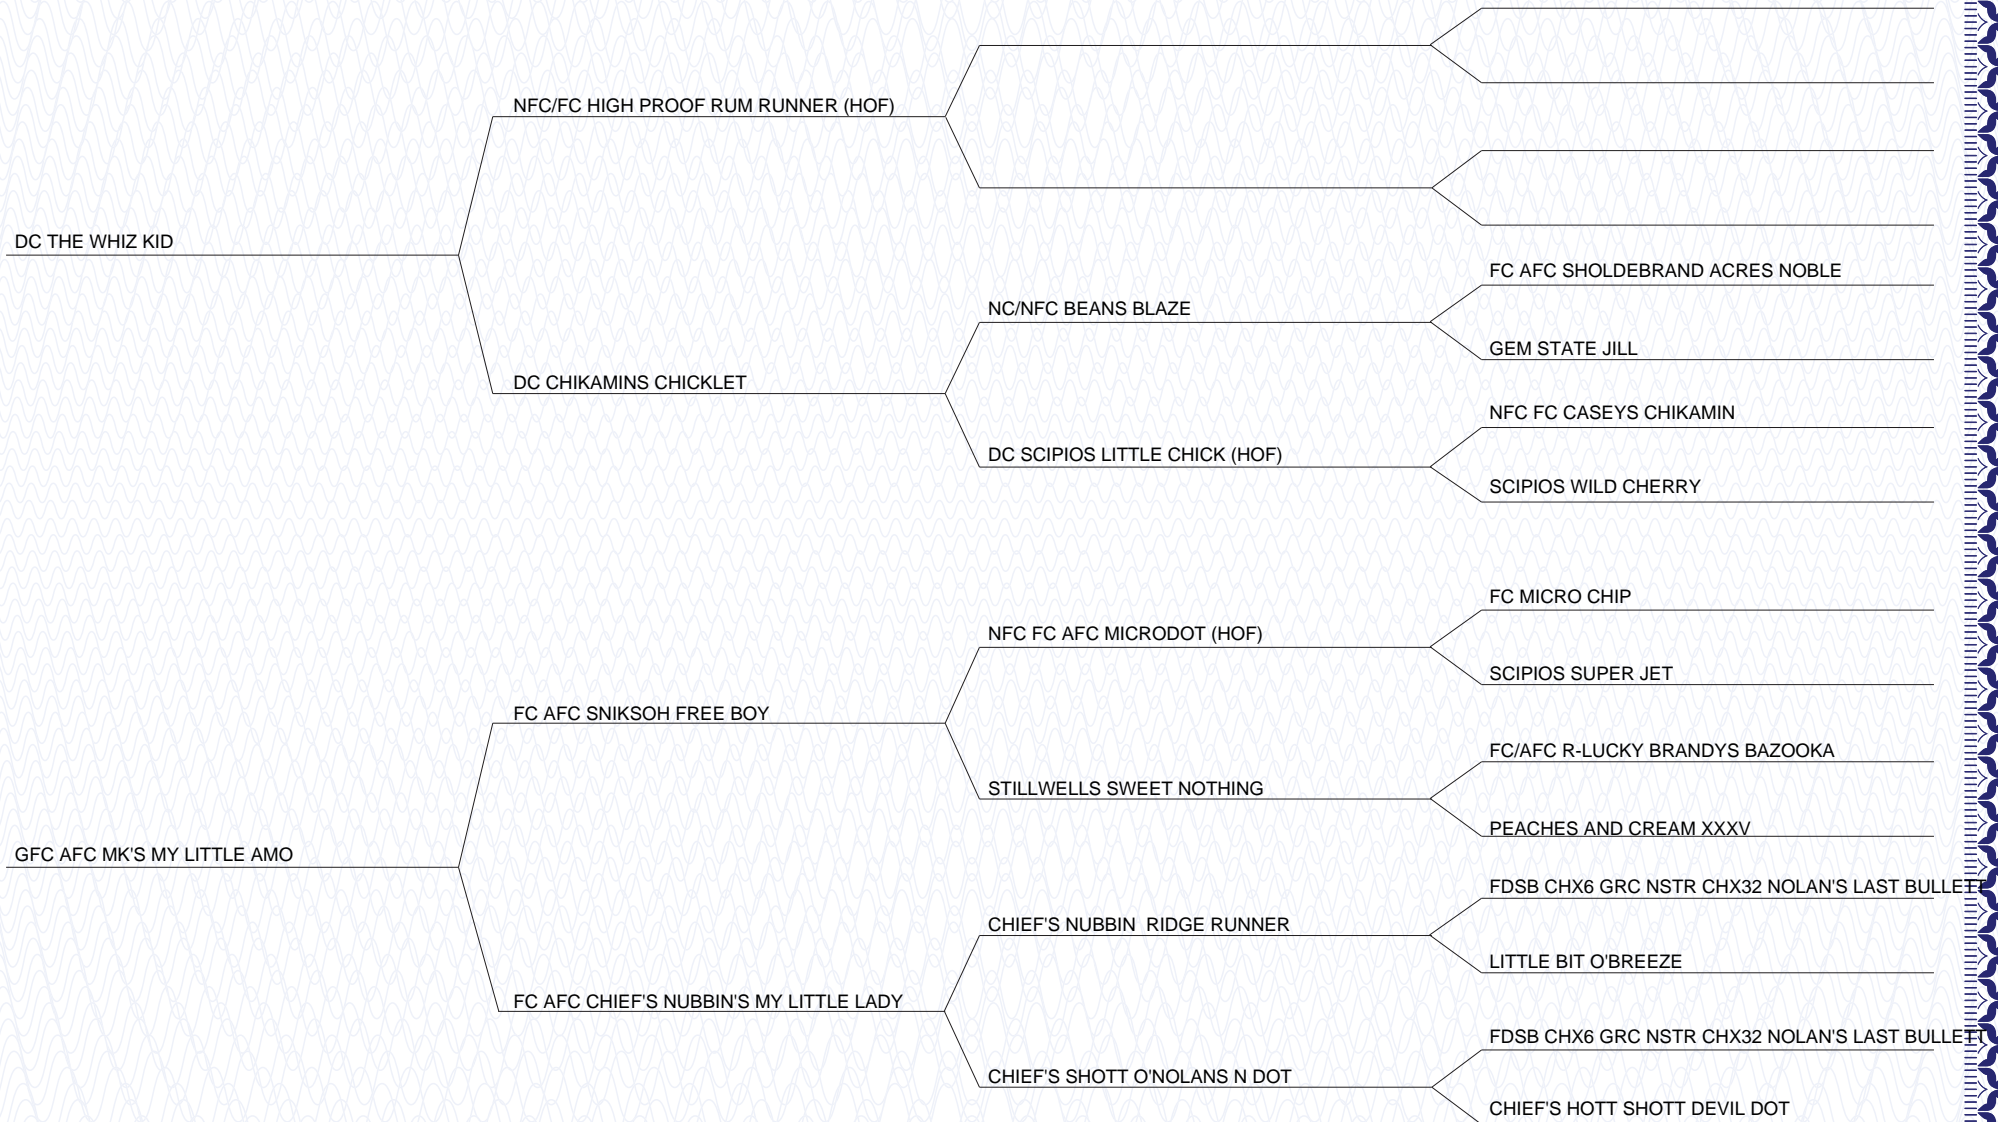 NFC/FC HIGH PROOF RUM RUNNER (HOF)
DC THE WHIZ KID
FC AFC SHOLDEBRAND ACRES NOBLE
NC/NFC BEANS BLAZE
GEM STATE JILL
DC CHIKAMINS CHICKLET
NFC FC CASEYS CHIKAMIN
DC SCIPIOS LITTLE CHICK (HOF)
SCIPIOS WILD CHERRY
FC MICRO CHIP
NFC FC AFC MICRODOT (HOF)
SCIPIOS SUPER JET
FC AFC SNIKSOH FREE BOY
FC/AFC R-LUCKY BRANDYS BAZOOKA
STILLWELLS SWEET NOTHING
PEACHES AND CREAM XXXV
GFC AFC MK'S MY LITTLE AMO
FDSB CHX6 GRC NSTR CHX32 NOLAN'S LAST BULLETT
CHIEF'S NUBBIN  RIDGE RUNNER
LITTLE BIT O'BREEZE
FC AFC CHIEF'S NUBBIN'S MY LITTLE LADY
FDSB CHX6 GRC NSTR CHX32 NOLAN'S LAST BULLETT
CHIEF'S SHOTT O'NOLANS N DOT
CHIEF'S HOTT SHOTT DEVIL DOT